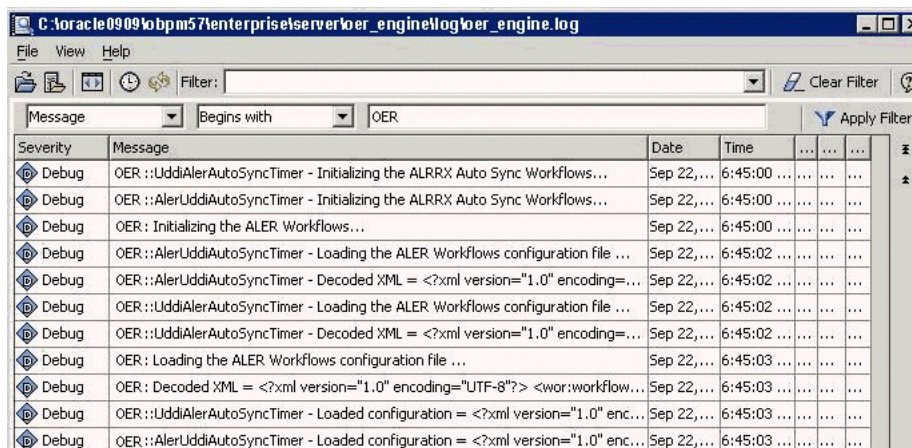 C:\oracle0909\obpm57\enterprise\server\oer_engine\log\oer_engine.log
File View Help
Filter: Clear Filter
Message Begins with OER Apply Filter
Severity Message Date Time ... ... ...
Debug OER ::UddiAlerAutoSyncTimer - Initializing the ALRRX Auto Sync Workflows... Sep 22,... 6:45:00 ... ... ... ...
Debug OER ::AlerUddiAutoSyncTimer - Initializing the ALRRX Auto Sync Workflows... Sep 22,... 6:45:00 ... ... ... ...
Debug OER : Initializing the ALER Workflows... Sep 22,... 6:45:00 ... ... ... ...
Debug OER ::AlerUddiAutoSyncTimer - Loading the ALER Workflows configuration file ... Sep 22,... 6:45:02 ... ... ... ...
Debug OER ::AlerUddiAutoSyncTimer - Decoded XML = <?xml version="1.0" encoding=... Sep 22,... 6:45:02 ... ... ... ...
Debug OER ::UddiAlerAutoSyncTimer - Loading the ALER Workflows configuration file ... Sep 22,... 6:45:02 ... ... ... ...
Debug OER ::UddiAlerAutoSyncTimer - Decoded XML = <?xml version="1.0" encoding=... Sep 22,... 6:45:02 ... ... ... ...
Debug OER : Loading the ALER Workflows configuration file ... Sep 22,... 6:45:03 ... ... ... ...
Debug OER : Decoded XML = <?xml version="1.0" encoding="UTF-8"?> <wor:workflow... Sep 22,... 6:45:03 ... ... ... ...
Debug OER ::UddiAlerAutoSyncTimer - Loaded configuration = <?xml version="1.0" enc... Sep 22,... 6:45:03 ... ... ... ...
Debug OER ::AlerUddiAutoSyncTimer - Loaded configuration = <?xml version="1.0" enc... Sep 22,... 6:45:03 ... ... ... ...